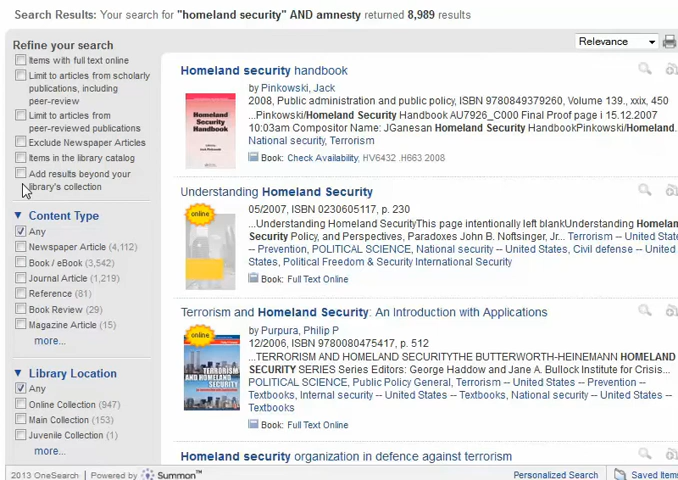 Search Results: Your search for "homeland security" AND amnesty returned 8,989 results
Refine your search
Items with full text online
Limit to articles from scholarly
publications, including
peer-review
Limit to articles from
peer-reviewed publications
Exclude Newspaper Articles
Items in the library catalog
Add results beyond your
library's collection
Content Type
Any
Newspaper Article (4,112)
Book / eBook (3,542)
Journal Article (1,219)
Reference (81)
Book Review (29)
Magazine Article (15)
more...
Library Location
Any
Online Collection (947)
Main Collection (153)
Juvenile Collection (1)
more...
Relevance
Homeland security handbook
by Pinkowski, Jack
2008, Public administration and public policy, ISBN 9780849379260, Volume 139., xxix, 450
...Pinkowski/Homeland Security Handbook AU7926_C000 Final Proof page i 15.12.2007
10:03am Compositor Name: JGanesan Homeland Security HandbookPinkowski/Homeland.
National security, Terrorism
Book: Check Availability, HV6432 .H663 2008
Homeland
Security
Handbook
Understanding Homeland Security
online
05/2007, ISBN 0230605117, p. 230
...Understanding Homeland SecurityThis page intentionally left blankUnderstanding Homelan
Security Policy, and Perspectives, Paradoxes John B. Noftsinger, Jr... Terrorism -- United State
-- Prevention, POLITICAL SCIENCE, National security -- United States, Civil defense -- United
States, Political Freedom & Security International Security
Book: Full Text Online
Terrorism and Homeland Security: An Introduction with Applications
online
by Purpura, Philip P
12/2006, ISBN 9780080475417, p. 512
...TERRORISM AND HOMELAND SECURITYTHE BUTTERWORTH-HEINEMANN HOMELAND
SECURITY SERIES Series Editors: George Haddow and Jane A. Bullock Institute for Crisis...
POLITICAL SCIENCE, Public Policy General, Terrorism -- United States -- Prevention --
Textbooks, Internal security -- United States -- Textbooks, National security -- United States --
Textbooks
Book: Full Text Online
TERRORISM
AND HOMELAND
SECURITY
Homeland security organization in defence against terrorism
2013 OneSearch | Powered by Summon™
Personalized Search
Saved Item